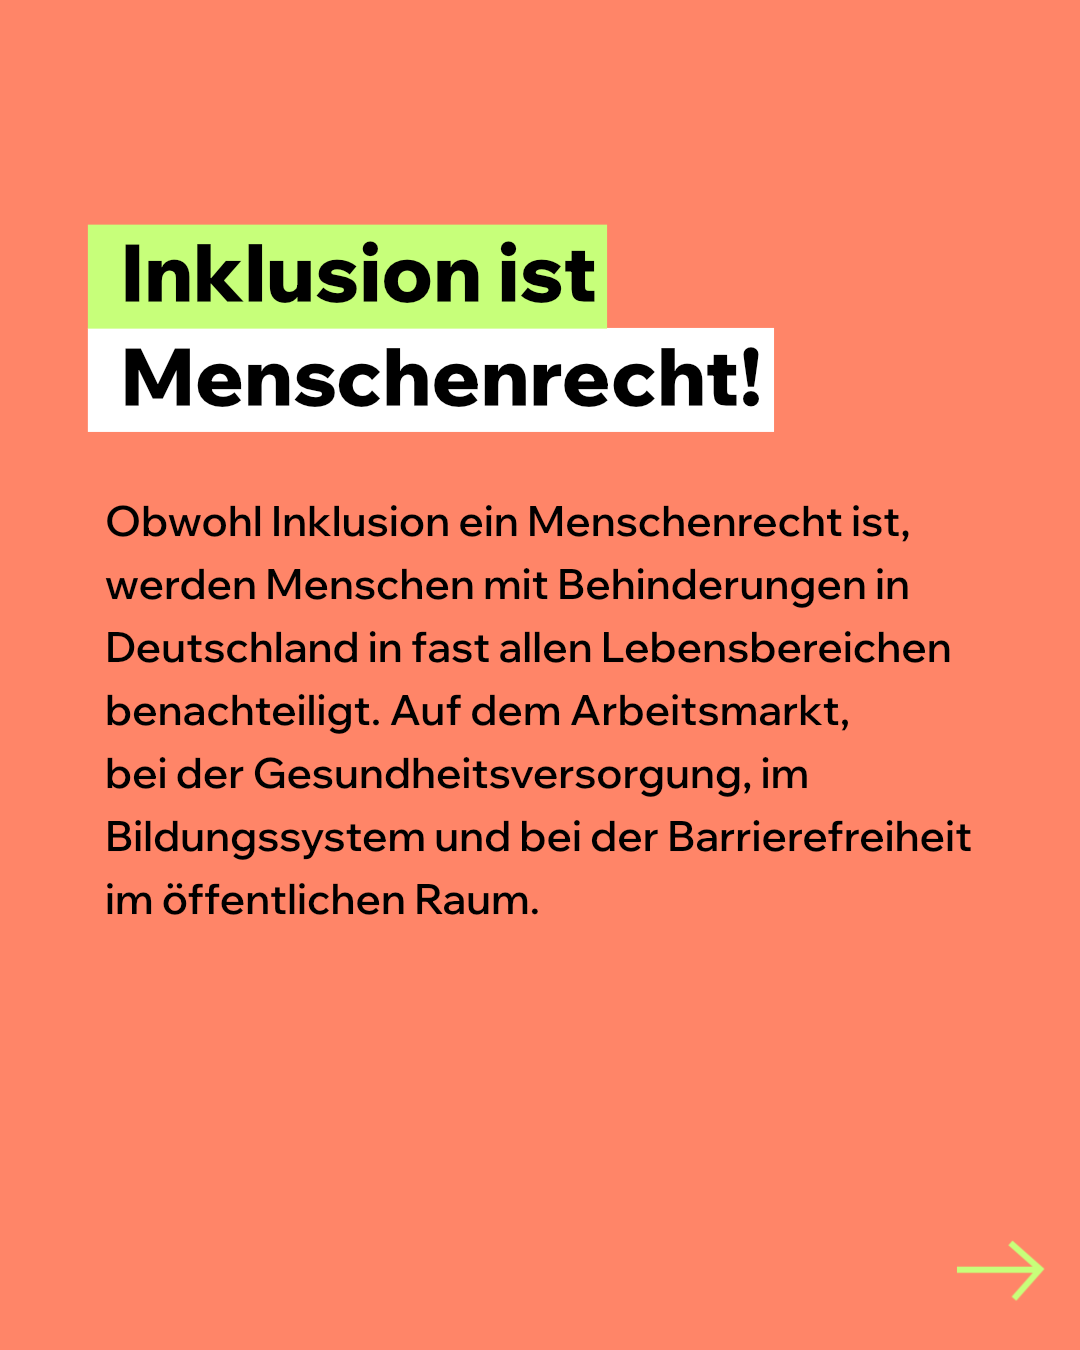 Inklusion ist
Menschenrecht!
Obwohl Inklusion ein Menschenrecht ist,
werden Menschen mit Behinderungen in
Deutschland in fast allen Lebensbereichen
benachteiligt. Auf dem Arbeitsmarkt,
bei der Gesundheitsversorgung, im
Bildungssystem und bei der Barrierefreiheit
im öffentlichen Raum.